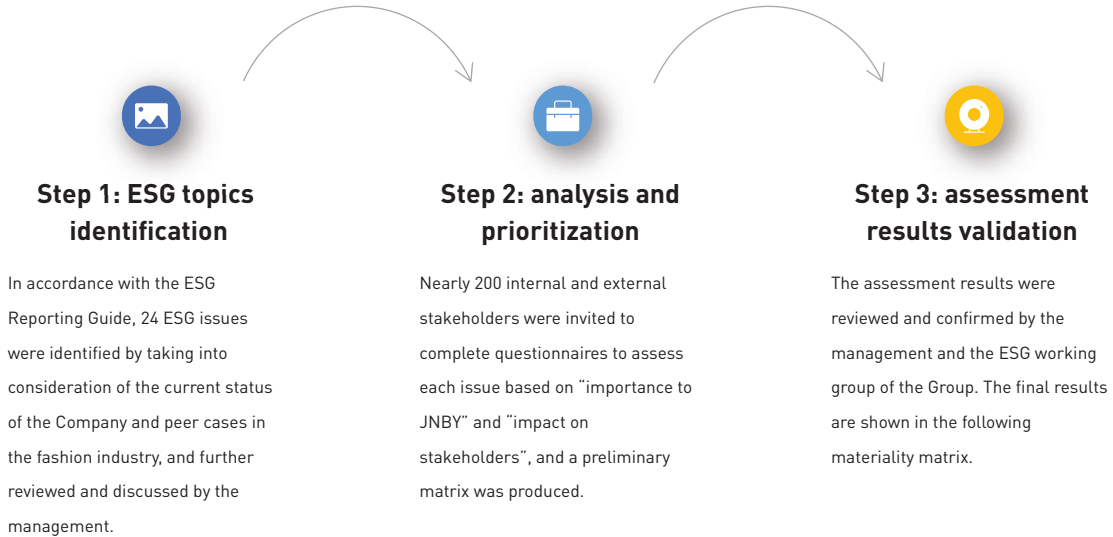 Step 1: ESG topics
identification
In accordance with the ESG
Reporting Guide, 24 ESG issues
were identified by taking into
consideration of the current status
of the Company and peer cases in
the fashion industry, and further
reviewed and discussed by the
management.
Step 2: analysis and
prioritization
Nearly 200 internal and external
stakeholders were invited to
complete questionnaires to assess
each issue based on “importance to
JNBY” and “impact on
stakeholders”, and a preliminary
matrix was produced.
Step 3: assessment
results validation
The assessment results were
reviewed and confirmed by the
management and the ESG working
group of the Group. The final results
are shown in the following
materiality matrix.